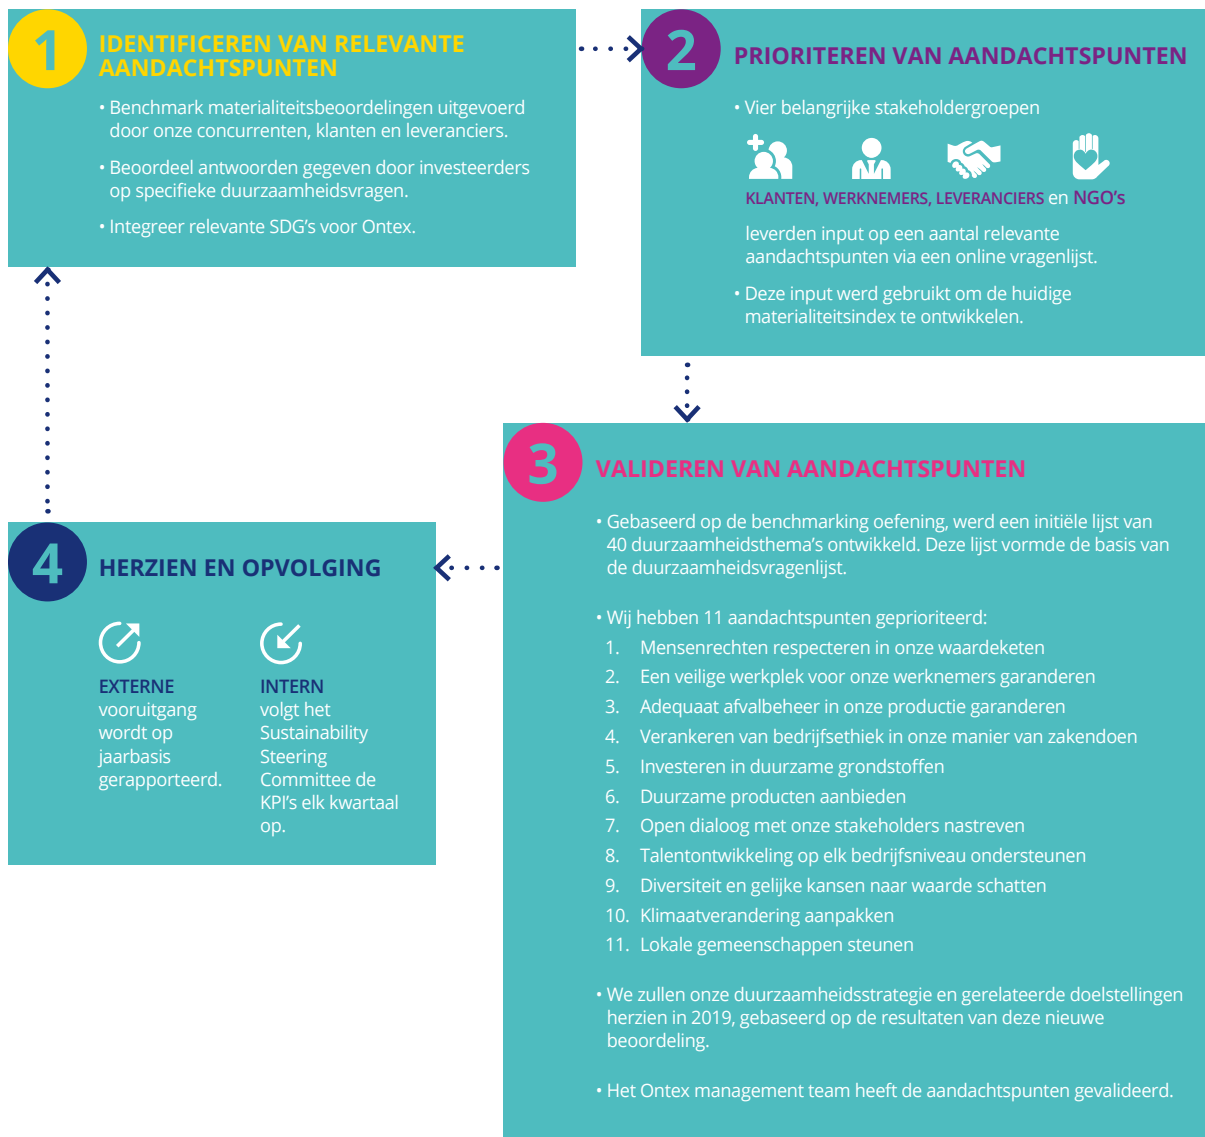 1
IDENTIFICEREN VAN RELEVANTE
AANDACHTSPUNTEN
• Benchmark materialiteitsbeoordelingen uitgevoerd
door onze concurrenten, klanten en leveranciers.
• Beoordeel antwoorden gegeven door investeerders
op specifieke duurzaamheidsvragen.
• Integreer relevante SDG's voor Ontex.
2
PRIORITEREN VAN AANDACHTSPUNTEN
• Vier belangrijke stakeholdergroepen
KLANTEN, WERKNEMERS, LEVERANCIERS en NGO's
leverden input op een aantal relevante
aandachtspunten via een online vragenlijst.
• Deze input werd gebruikt om de huidige
materialiteitsindex te ontwikkelen.
3
VALIDEREN VAN AANDACHTSPUNTEN
• Gebaseerd op de benchmarking oefening, werd een initiële lijst van
40 duurzaamheidsthema's ontwikkeld. Deze lijst vormde de basis van
de duurzaamheidsvragenlijst.
• Wij hebben 11 aandachtspunten geprioriteerd:
1. Mensenrechten respecteren in onze waardeketen
2. Een veilige werkplek voor onze werknemers garanderen
3. Adequaat afvalbeheer in onze productie garanderen
4. Verankeren van bedrijfsethiek in onze manier van zakendoen
5. Investeren in duurzame grondstoffen
6. Duurzame producten aanbieden
7. Open dialoog met onze stakeholders nastreven
8. Talentontwikkeling op elk bedrijfsniveau ondersteunen
9. Diversiteit en gelijke kansen naar waarde schatten
10. Klimaatverandering aanpakken
11. Lokale gemeenschappen steunen
• We zullen onze duurzaamheidsstrategie en gerelateerde doelstellingen
herzien in 2019, gebaseerd op de resultaten van deze nieuwe
beoordeling.
• Het Ontex management team heeft de aandachtspunten gevalideerd.
4
HERZIEN EN OPVOLGING
EXTERNE
vooruitgang
wordt op
jaarbasis
gerapporteerd.
INTERN
volgt het
Sustainability
Steering
Committee de
KPI's elk kwartaal
op.